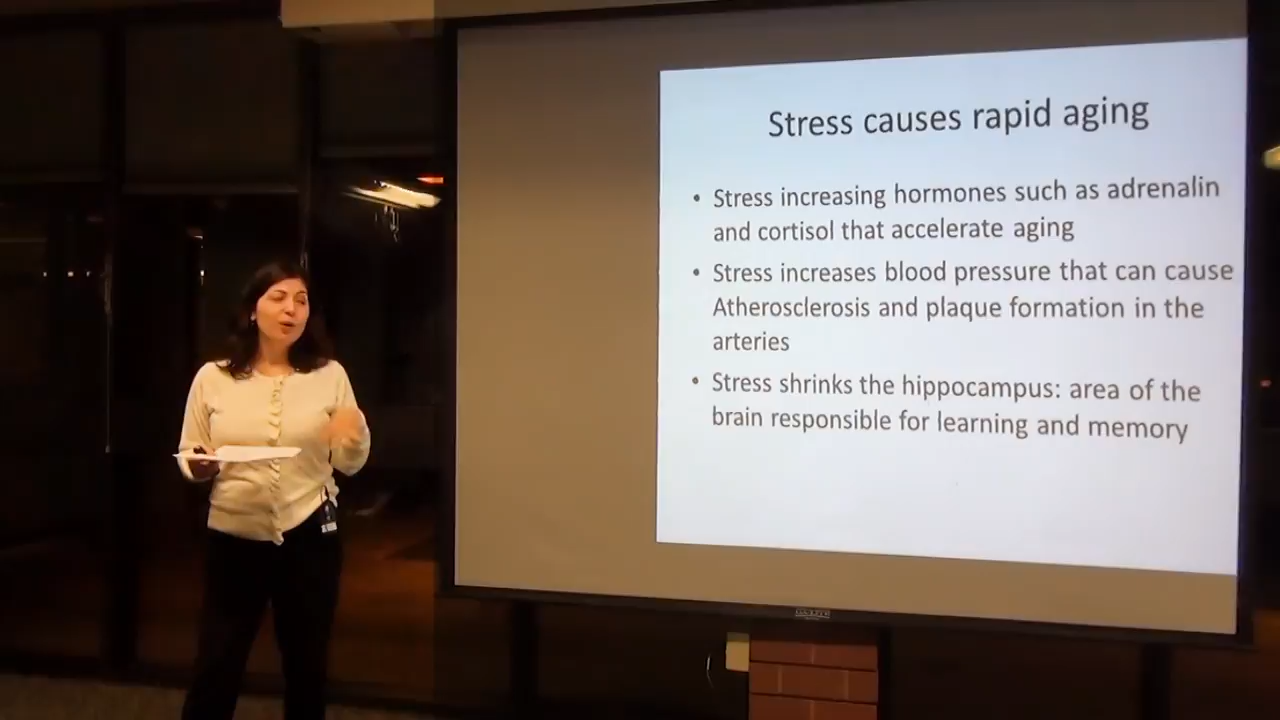 Stress causes rapid aging
• Stress increasing hormones such as adrenalin
and cortisol that accelerate aging
• Stress increases blood pressure that can cause
Atherosclerosis and plaque formation in the
arteries
• Stress shrinks the hippocampus: area of the
brain responsible for learning and memory